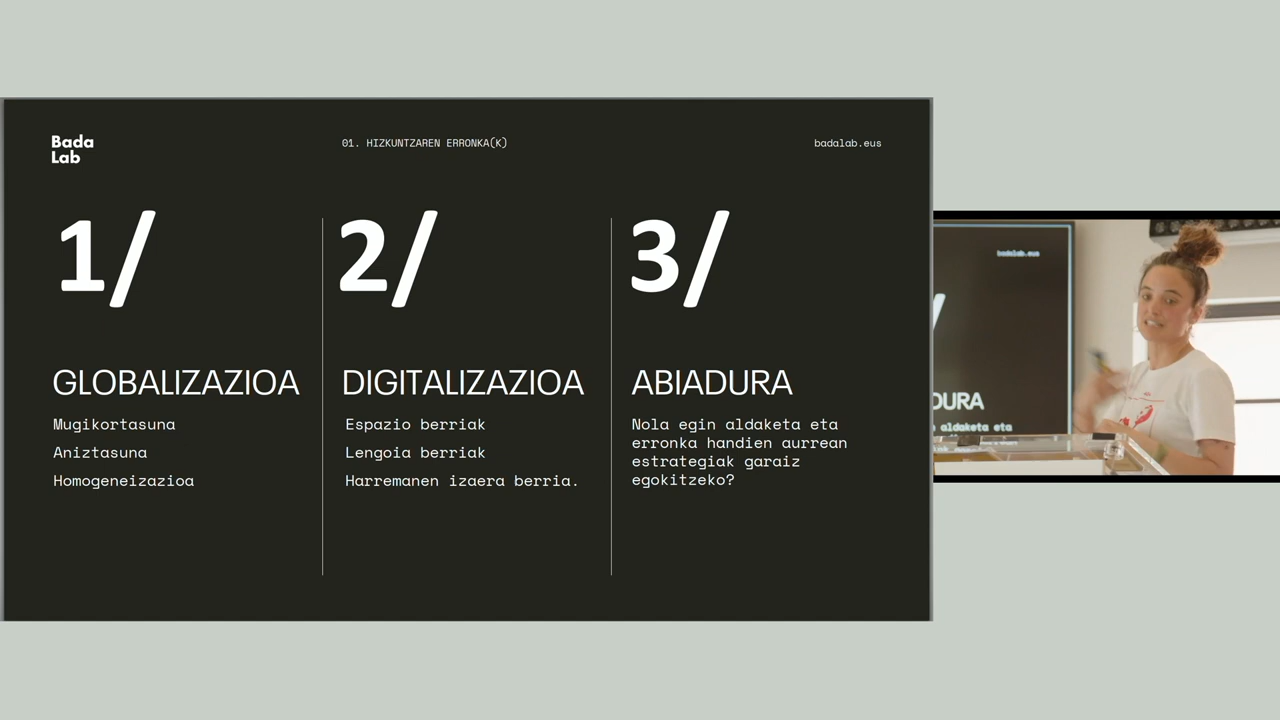 Bada
Lab
01. HIZKUNTZAREN ERRONKA(K)
badalab.eus
1/
GLOBALIZAZIOA
Mugikortasuna
Aniztasuna
Homogeneizazioa
2/
DIGITALIZAZIOA
Espazio berriak
Lengoia berriak
Harremanen izaera berria.
3/
ABIADURA
Nola egin aldaketa eta
erronka handien aurrean
estrategiak garaiz
egokitzeko?
badalab.eus
/
DURA
aldaketa eta